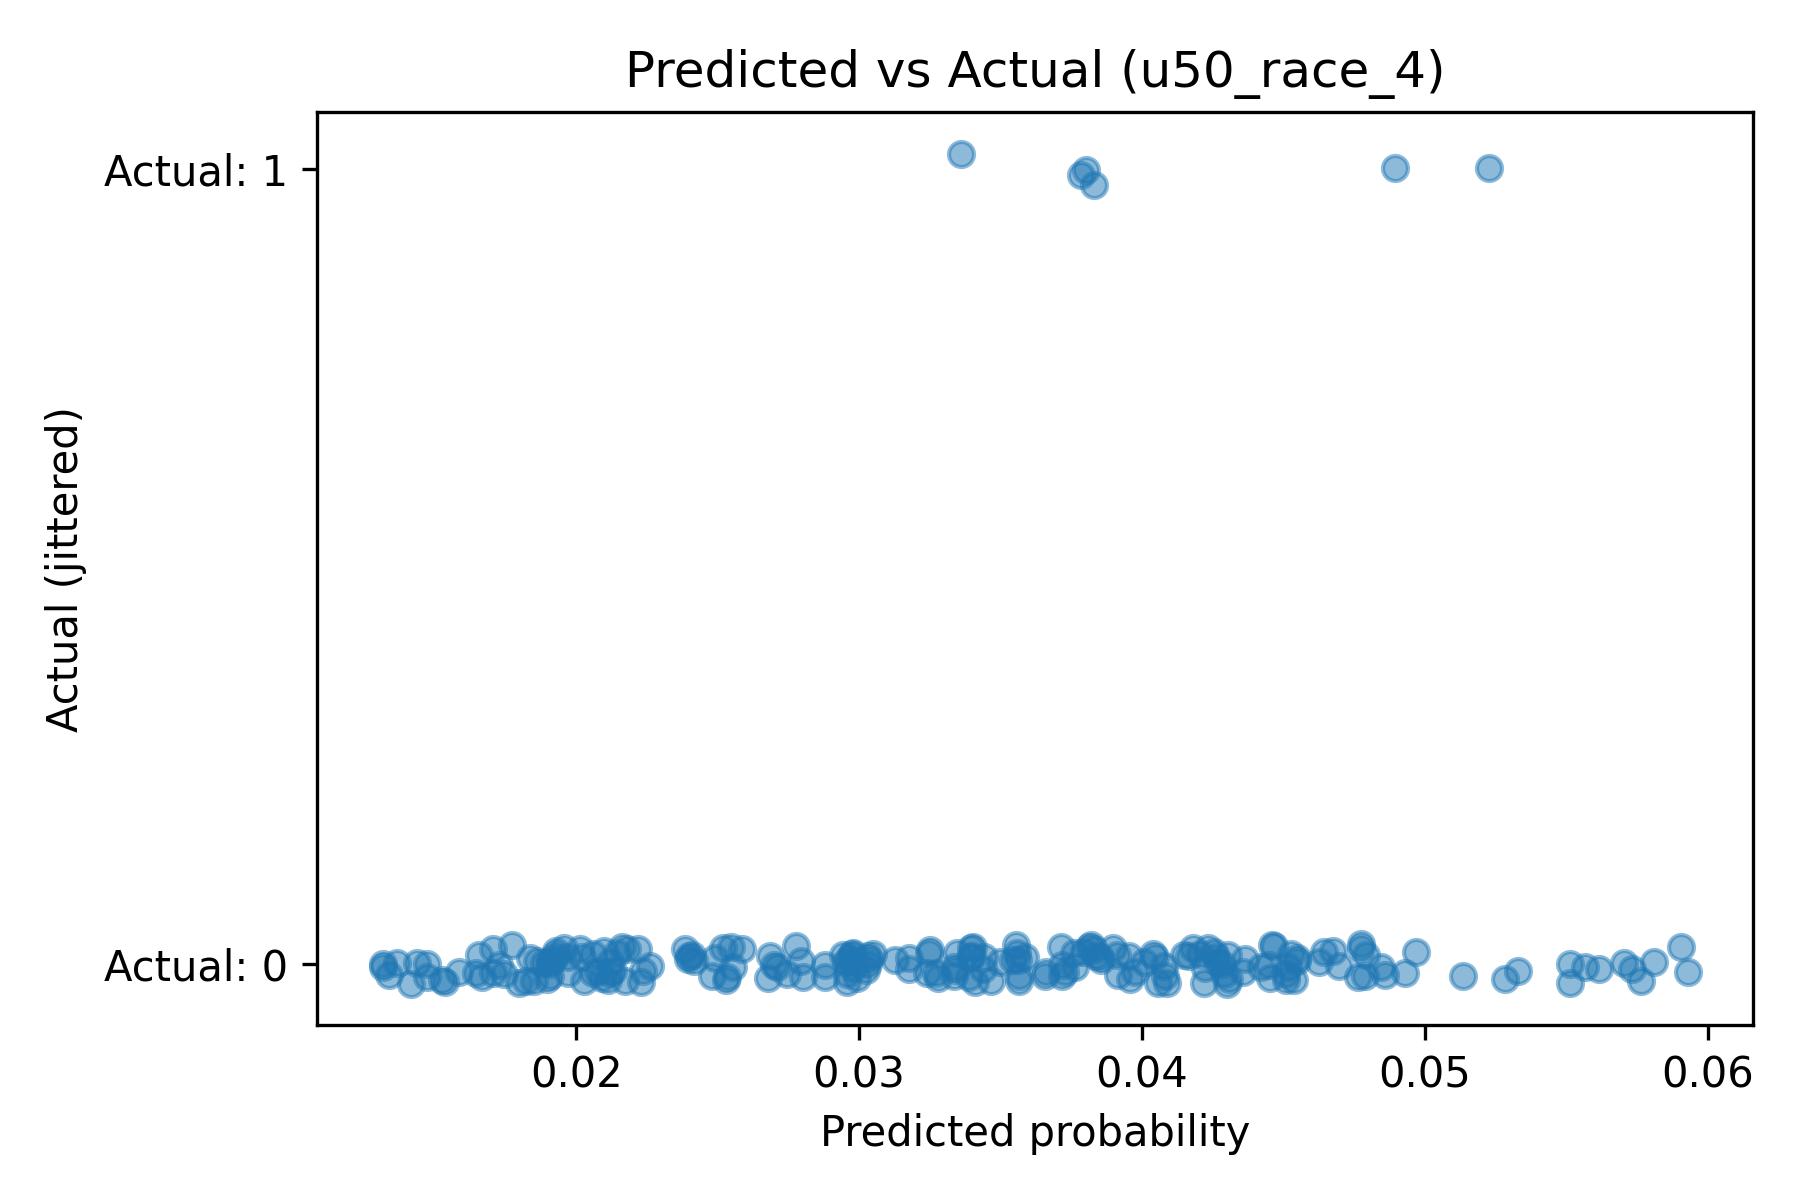 Predicted vs Actual (u50_race_4)
Actual: 1
Actual (jittered)
Actual: 0
0.02 0.03 0.04 0.05 0.06
Predicted probability